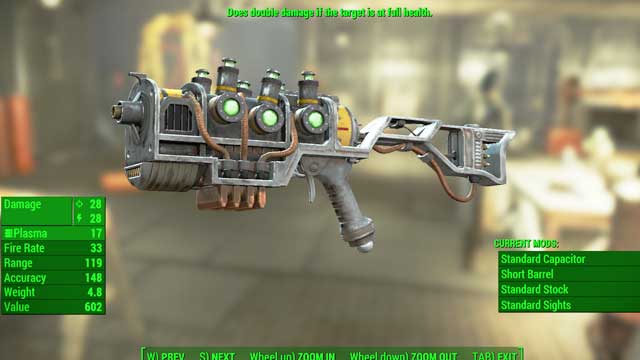 Does double damage if the target is at full health.
Damage 28
28
Plasma 17
Fire Rate 33
Range 119
Accuracy 148
Weight 4.8
Value 602
CURRENT MODS:
Standard Capacitor
Short Barrel
Standard Stock
Standard Sights
W) PREV S) NEXT Wheel up) ZOOM IN Wheel down) ZOOM OUT TAB) EXIT